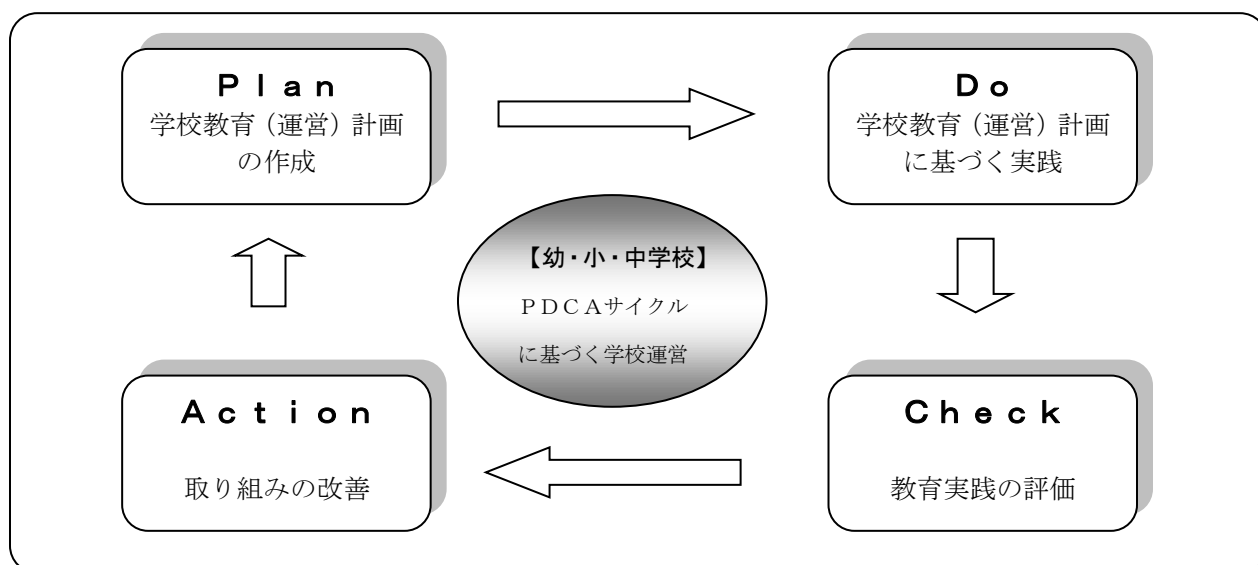 Ｐｌａｎ
学校教育（運営）計画
の作成
Ｄｏ
学校教育（運営）計画
に基づく実践
【幼・小・中学校】
ＰＤＣＡサイクル
に基づく学校運営
Ａｃｔｉｏｎ
取り組みの改善
Ｃｈｅｃｋ
教育実践の評価